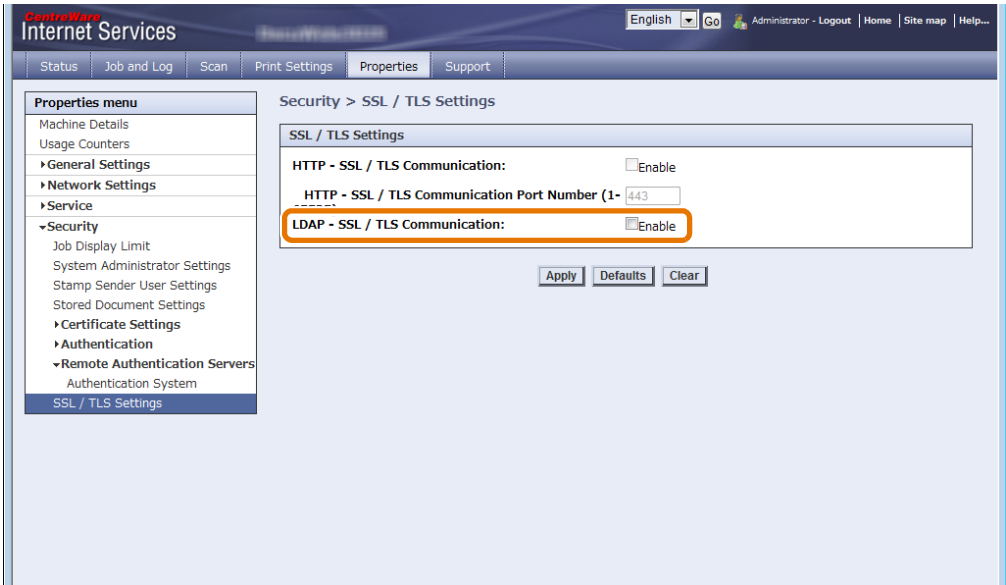 CentreWare
Internet Services
English Go Administrator - Logout | Home | Site map | Help...
Status Job and Log Scan Print Settings Properties Support
Properties menu
Machine Details
Usage Counters
General Settings
Network Settings
Service
Security
Job Display Limit
System Administrator Settings
Stamp Sender User Settings
Stored Document Settings
Certificate Settings
Authentication
Remote Authentication Servers
Authentication System
SSL / TLS Settings
Security > SSL / TLS Settings
SSL / TLS Settings
HTTP - SSL / TLS Communication: Enable
HTTP - SSL / TLS Communication Port Number (1- 443
LDAP - SSL / TLS Communication: Enable
Apply Defaults Clear